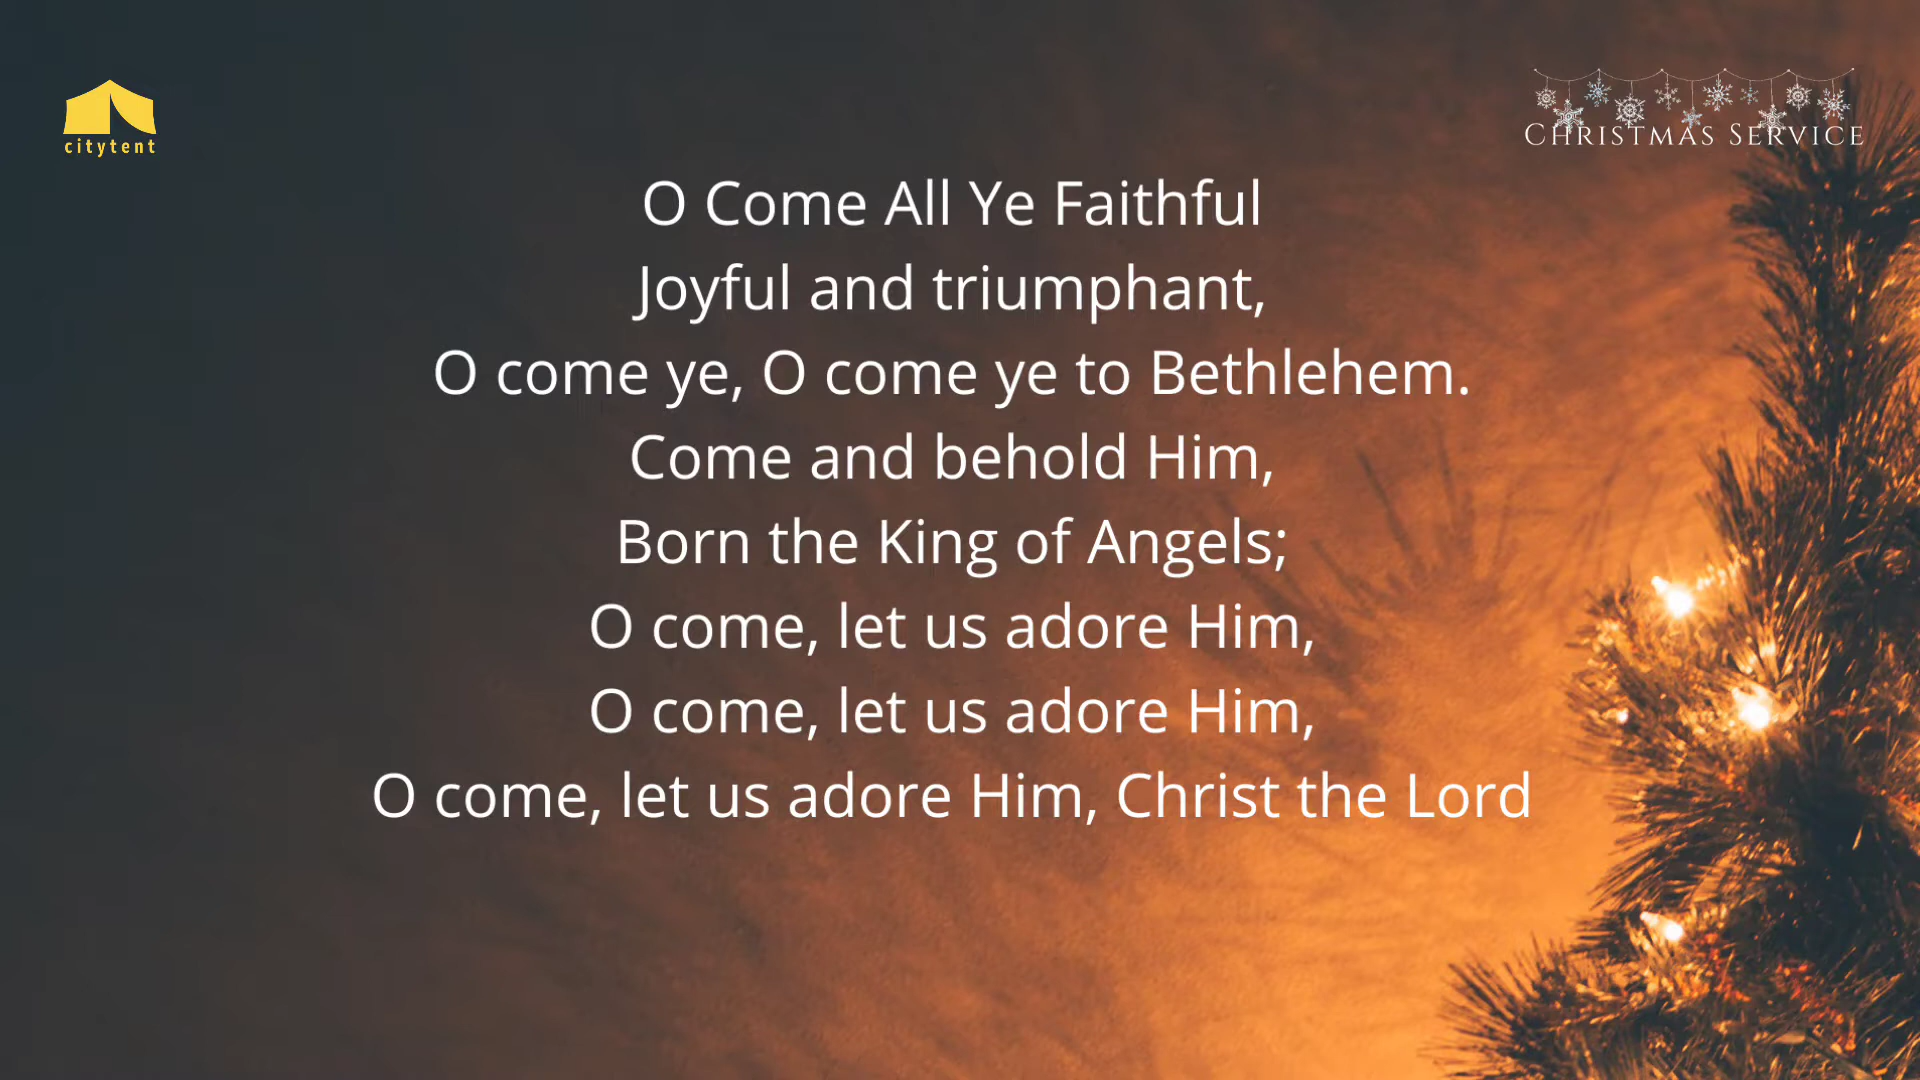 citytent
Christmas Service
O Come All Ye Faithful
Joyful and triumphant,
O come ye, O come ye to Bethlehem.
Come and behold Him,
Born the King of Angels;
O come, let us adore Him,
O come, let us adore Him,
O come, let us adore Him, Christ the Lord